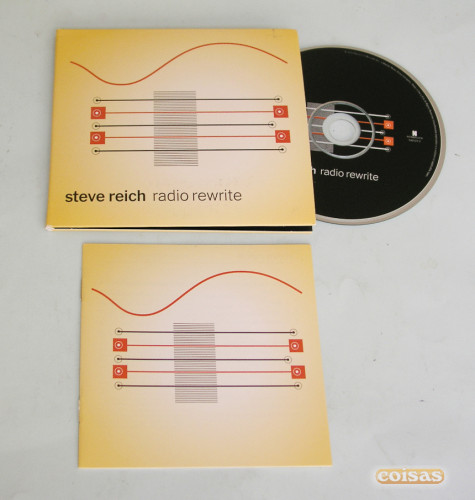 steve reich radio rewrite
h radio rewrite
N
coisas